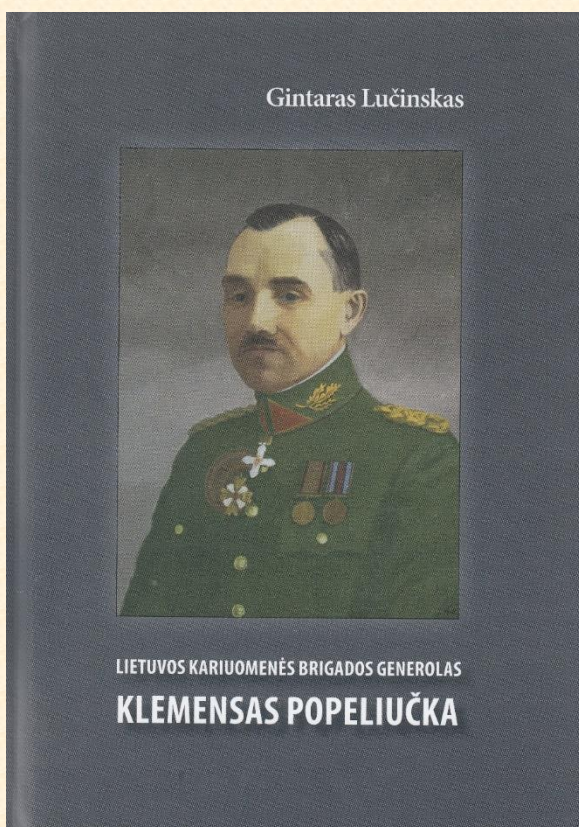 Gintaras Lučinskas
LIETUVOS KARIUOMENĖS BRIGADOS GENEROLAS
KLEMENSAS POPELIUČKA